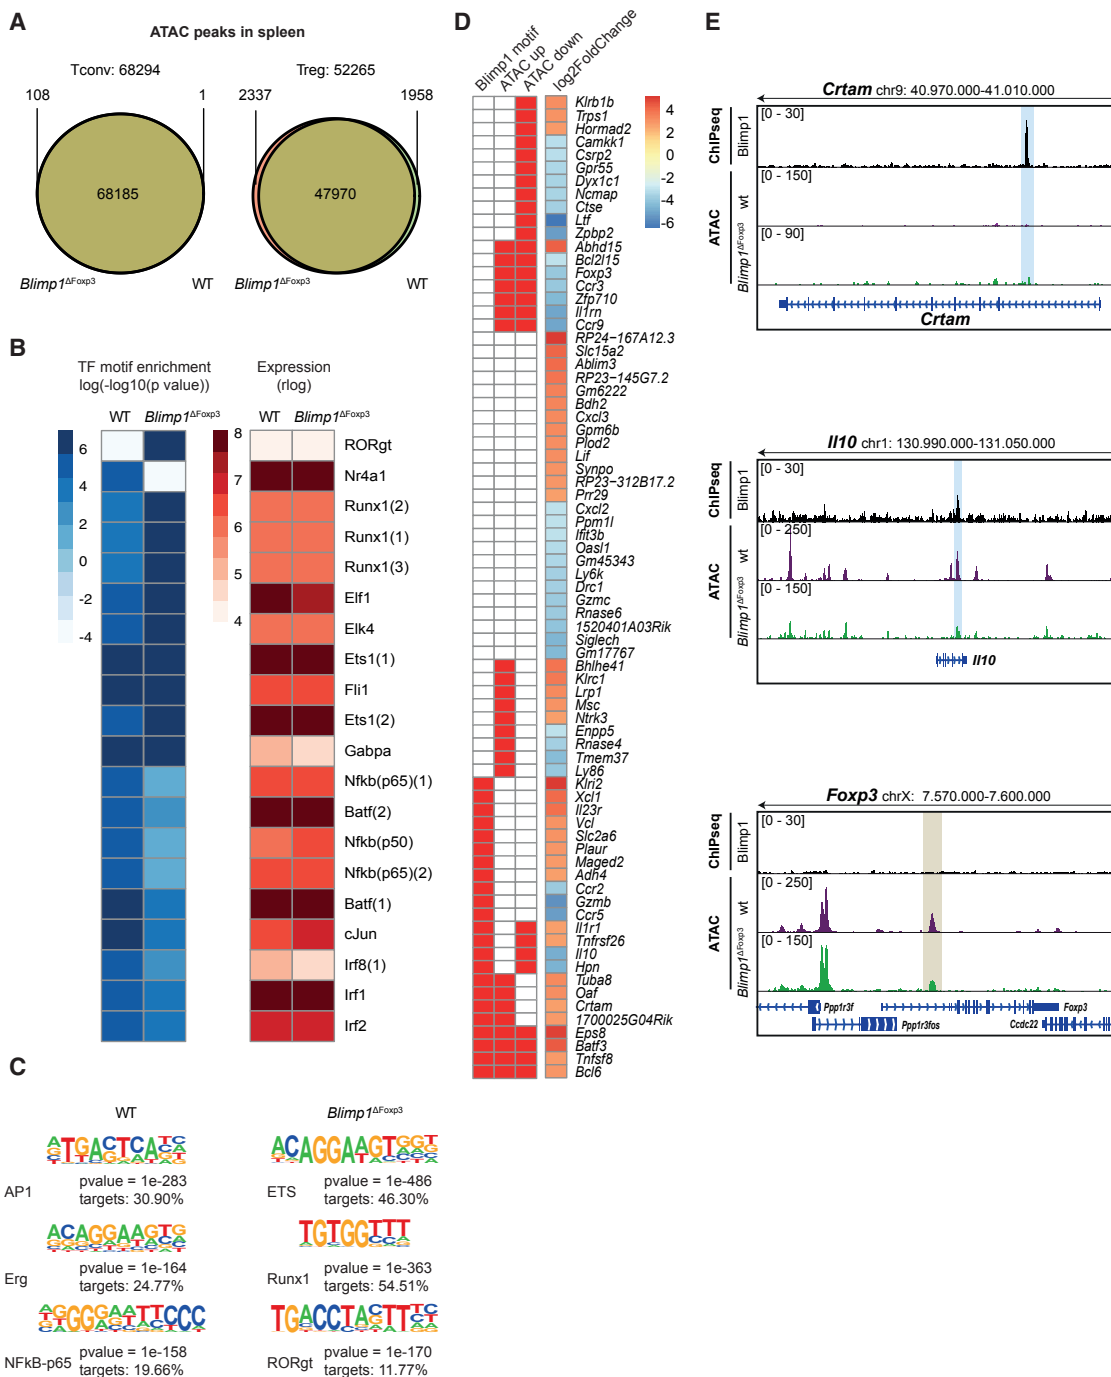 A
ATAC peaks in spleen
Tconv: 68294
Treg: 52265
108
1
2337
1958
68185
47970
Blimp1ΔFoxp3
WT
Blimp1ΔFoxp3
WT
B
TF motif enrichment
log(-log10(p value))
Expression
(rlog)
WT
Blimp1ΔFoxp3
WT
Blimp1ΔFoxp3
6
4
2
0
-2
-4
8
7
6
5
4
RORgt
Nr4a1
Runx1(2)
Runx1(1)
Runx1(3)
Elf1
Elk4
Ets1(1)
Fli1
Ets1(2)
Gabpa
Nfkb(p65)(1)
Batf(2)
Nfkb(p50)
Nfkb(p65)(2)
Batf(1)
cJun
Irf8(1)
Irf1
Irf2
C
WT
Blimp1ΔFoxp3
AP1
pvalue = 1e-283
targets: 30.90%
ETS
pvalue = 1e-486
targets: 46.30%
Erg
pvalue = 1e-164
targets: 24.77%
Runx1
pvalue = 1e-363
targets: 54.51%
NFkB-p65
pvalue = 1e-158
targets: 19.66%
RORgt
pvalue = 1e-170
targets: 11.77%
D
Blimp1 motif
ATAC up
ATAC down
log2FoldChange
4
2
0
-2
-4
-6
Klrb1b
Trps1
Hormad2
Camkk1
Csrp2
Gpr55
Dyx1c1
Ncmap
Ctse
Ltf
Zpbp2
Abhd15
Bcl2l15
Foxp3
Ccr3
Zfp710
Il1rn
Ccr9
RP24−167A12.3
Slc15a2
Ablim3
RP23−145G7.2
Gm6222
Bdh2
Cxcl3
Gpm6b
Plod2
Lif
Synpo
RP23−312B17.2
Prr29
Cxcl2
Ppm1l
Ifit3b
Oasl1
Gm45343
Ly6k
Drc1
Gzmc
Rnase6
1520401A03Rik
Siglech
Gm17767
Bhlhe41
Klrc1
Lrp1
Msc
Ntrk3
Enpp5
Rnase4
Tmem37
Ly86
Klri2
Xcl1
Il23r
Vcl
Slc2a6
Plaur
Maged2
Adh4
Ccr2
Gzmb
Ccr5
Il1r1
Tnfrsf26
Il10
Hpn
Tuba8
Oaf
Crtam
1700025G04Rik
Eps8
Batf3
Tnfsf8
Bcl6
E
Crtam chr9: 40.970.000-41.010.000
ChIPseq
Blimp1
[0 - 30]
ATAC
wt
[0 - 150]
Blimp1ΔFoxp3
[0 - 90]
Crtam
Il10 chr1: 130.990.000-131.050.000
ChIPseq
Blimp1
[0 - 30]
ATAC
wt
[0 - 250]
Blimp1ΔFoxp3
[0 - 150]
Il10
Foxp3 chrX: 7.570.000-7.600.000
ChIPseq
Blimp1
[0 - 30]
ATAC
wt
[0 - 250]
Blimp1ΔFoxp3
[0 - 150]
Ppp1r3f
Foxp3
Ppp1r3fos
Ccdc22